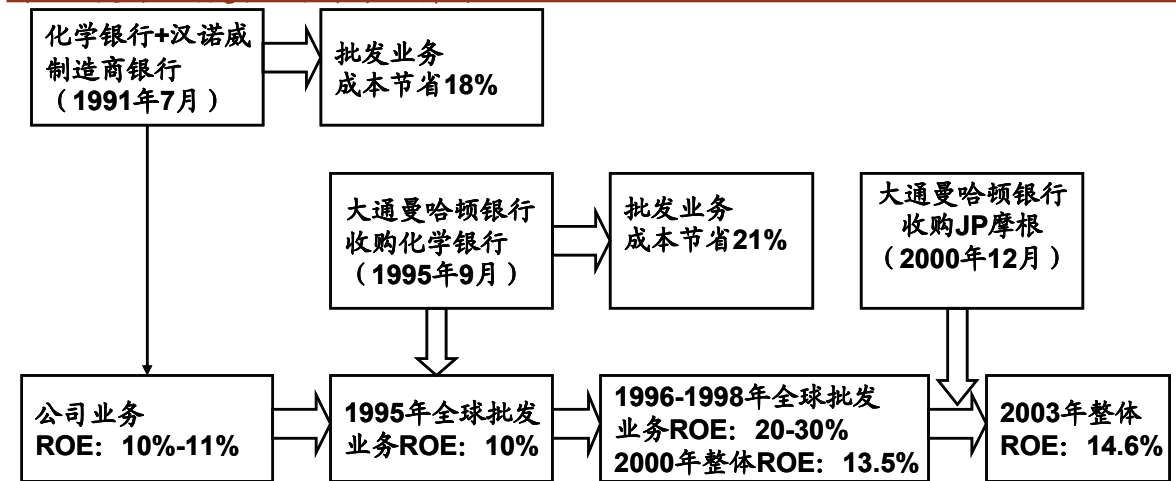 化学银行+汉诺威
制造商银行
（1991年7月）
批发业务
成本节省18%
大通曼哈顿银行
收购化学银行
（1995年9月）
批发业务
成本节省21%
大通曼哈顿银行
收购JP摩根
（2000年12月）
公司业务
ROE：10%-11%
1995年全球批发
业务ROE：10%
1996-1998年全球批发
业务ROE：20-30%
2000年整体ROE：13.5%
2003年整体
ROE：14.6%